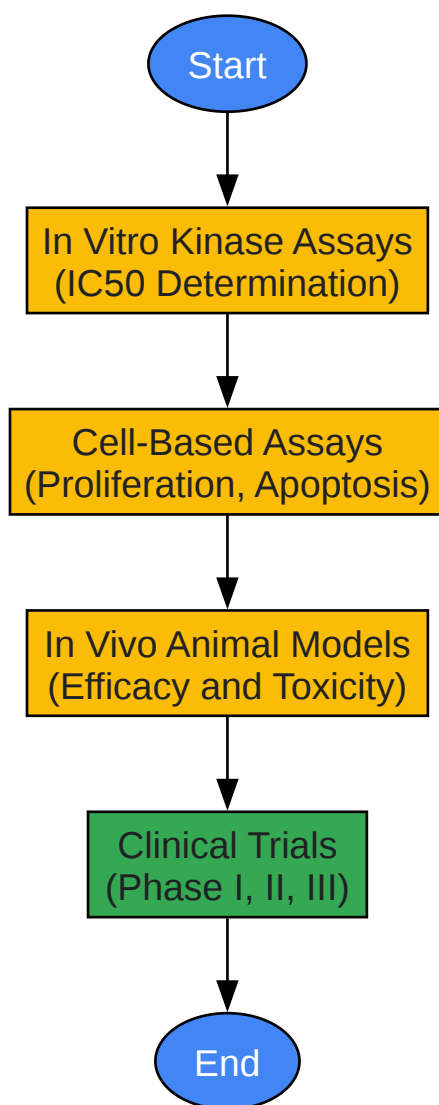 Start
In Vitro Kinase Assays
(IC50 Determination)
Cell-Based Assays
(Proliferation, Apoptosis)
In Vivo Animal Models
(Efficacy and Toxicity)
Clinical Trials
(Phase I, II, III)
End